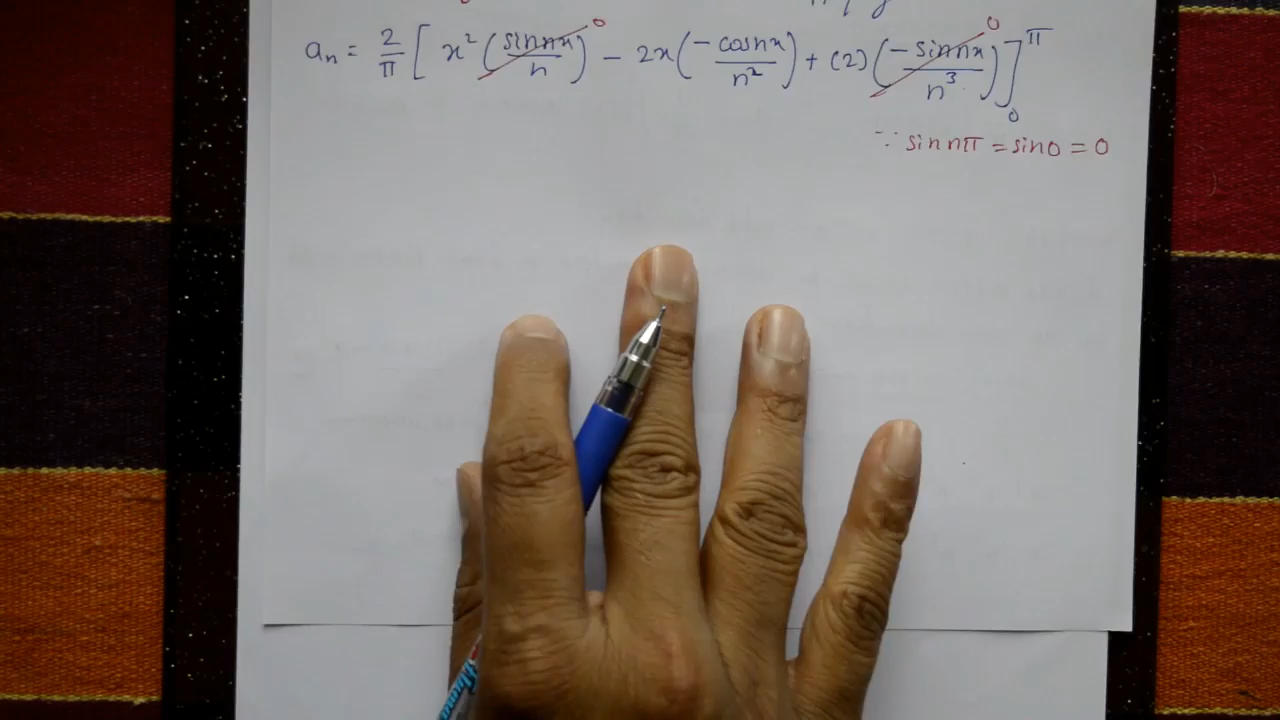 aₙ = 2/π [ x² (sin nx / n)⁰ − 2x (−cos nx / n²) + (2) (−sin nx / n³)⁰ ]₀^π
∵ sin nπ = sin 0 = 0